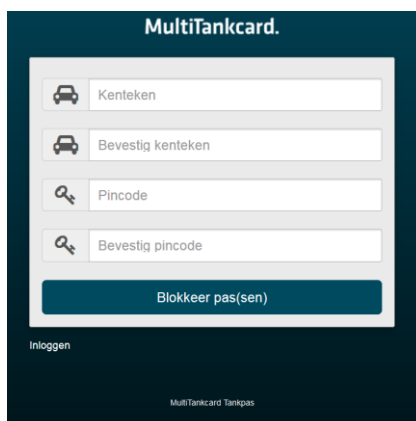 MultiTankcard.
Kenteken
Bevestig kenteken
Pincode
Bevestig pincode
Blokkeer pas(sen)
Inloggen
MultiTankcard Tankpas